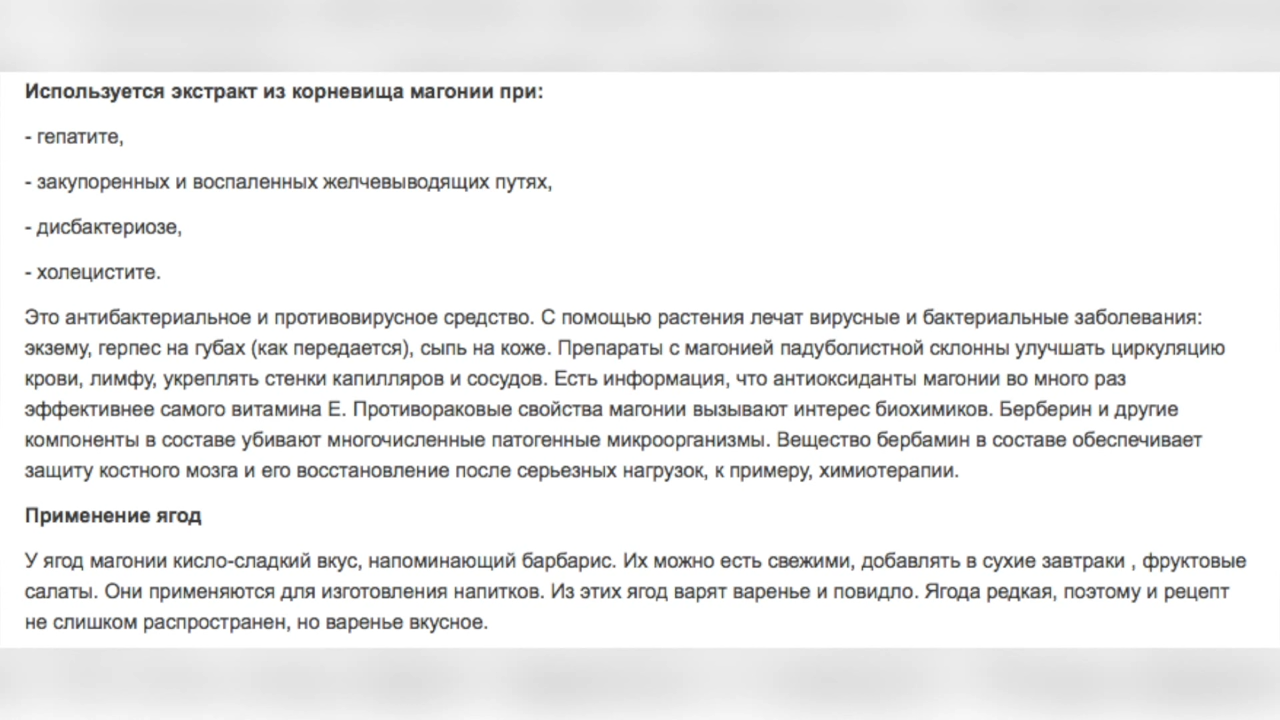 Используется экстракт из корневища магонии при:
- гепатите,
- закупоренных и воспаленных желчевыводящих путях,
- дисбактериозе,
- холецистите.
Это антибактериальное и противовирусное средство. С помощью растения лечат вирусные и бактериальные заболевания:
экзему, герпес на губах (как передается), сыпь на коже. Препараты с магонией падуболистной склонны улучшать циркуляцию
крови, лимфу, укреплять стенки капилляров и сосудов. Есть информация, что антиоксиданты магонии во много раз
эффективнее самого витамина Е. Противораковые свойства магонии вызывают интерес биохимиков. Берберин и другие
компоненты в составе убивают многочисленные патогенные микроорганизмы. Вещество бербамин в составе обеспечивает
защиту костного мозга и его восстановление после серьезных нагрузок, к примеру, химиотерапии.
Применение ягод
У ягод магонии кисло-сладкий вкус, напоминающий барбарис. Их можно есть свежими, добавлять в сухие завтраки , фруктовые
салаты. Они применяются для изготовления напитков. Из этих ягод варят варенье и повидло. Ягода редкая, поэтому и рецепт
не слишком распространен, но варенье вкусное.